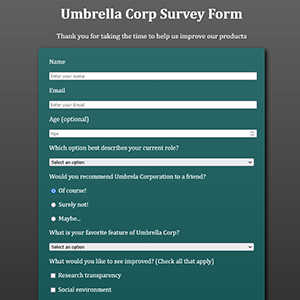 Umbrella Corp Survey Form
Thank you for taking the time to help us improve our products
Name
Enter your name
Email
Enter your Email
Age (optional)
Age
Which option best describes your current role?
Select an option
Would you recommend Umbrela Corporation to a friend?
Of course!
Surely not!
Maybe...
What is your favorite feature of Umbrella Corp?
Select an option
What would you like to see improved? (Check all that apply)
Research transparency
Social environment